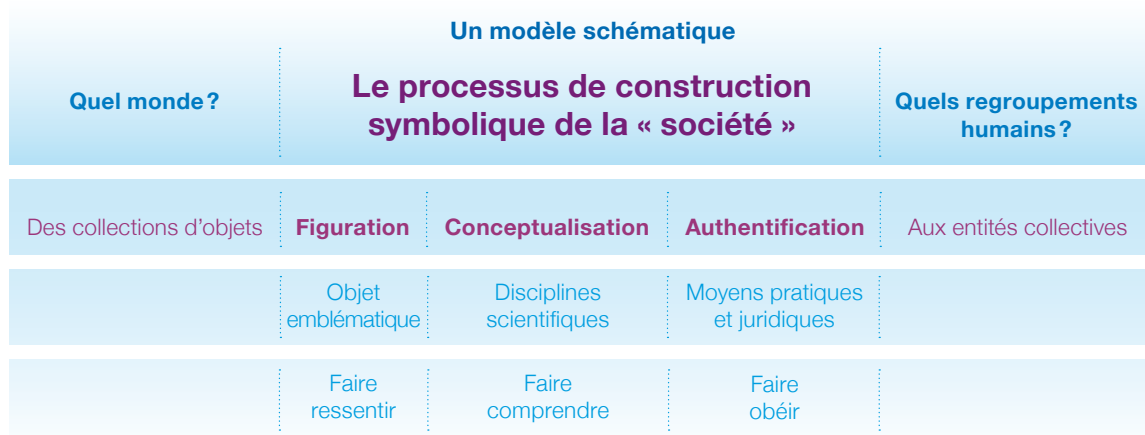 Un modèle schématique
Quel monde ?
Le processus de construction
symbolique de la « société »
Quels regroupements
humains ?
Des collections d'objets
Figuration
Conceptualisation
Authentification
Aux entités collectives
Objet
emblématique
Disciplines
scientifiques
Moyens pratiques
et juridiques
Faire
ressentir
Faire
comprendre
Faire
obéir